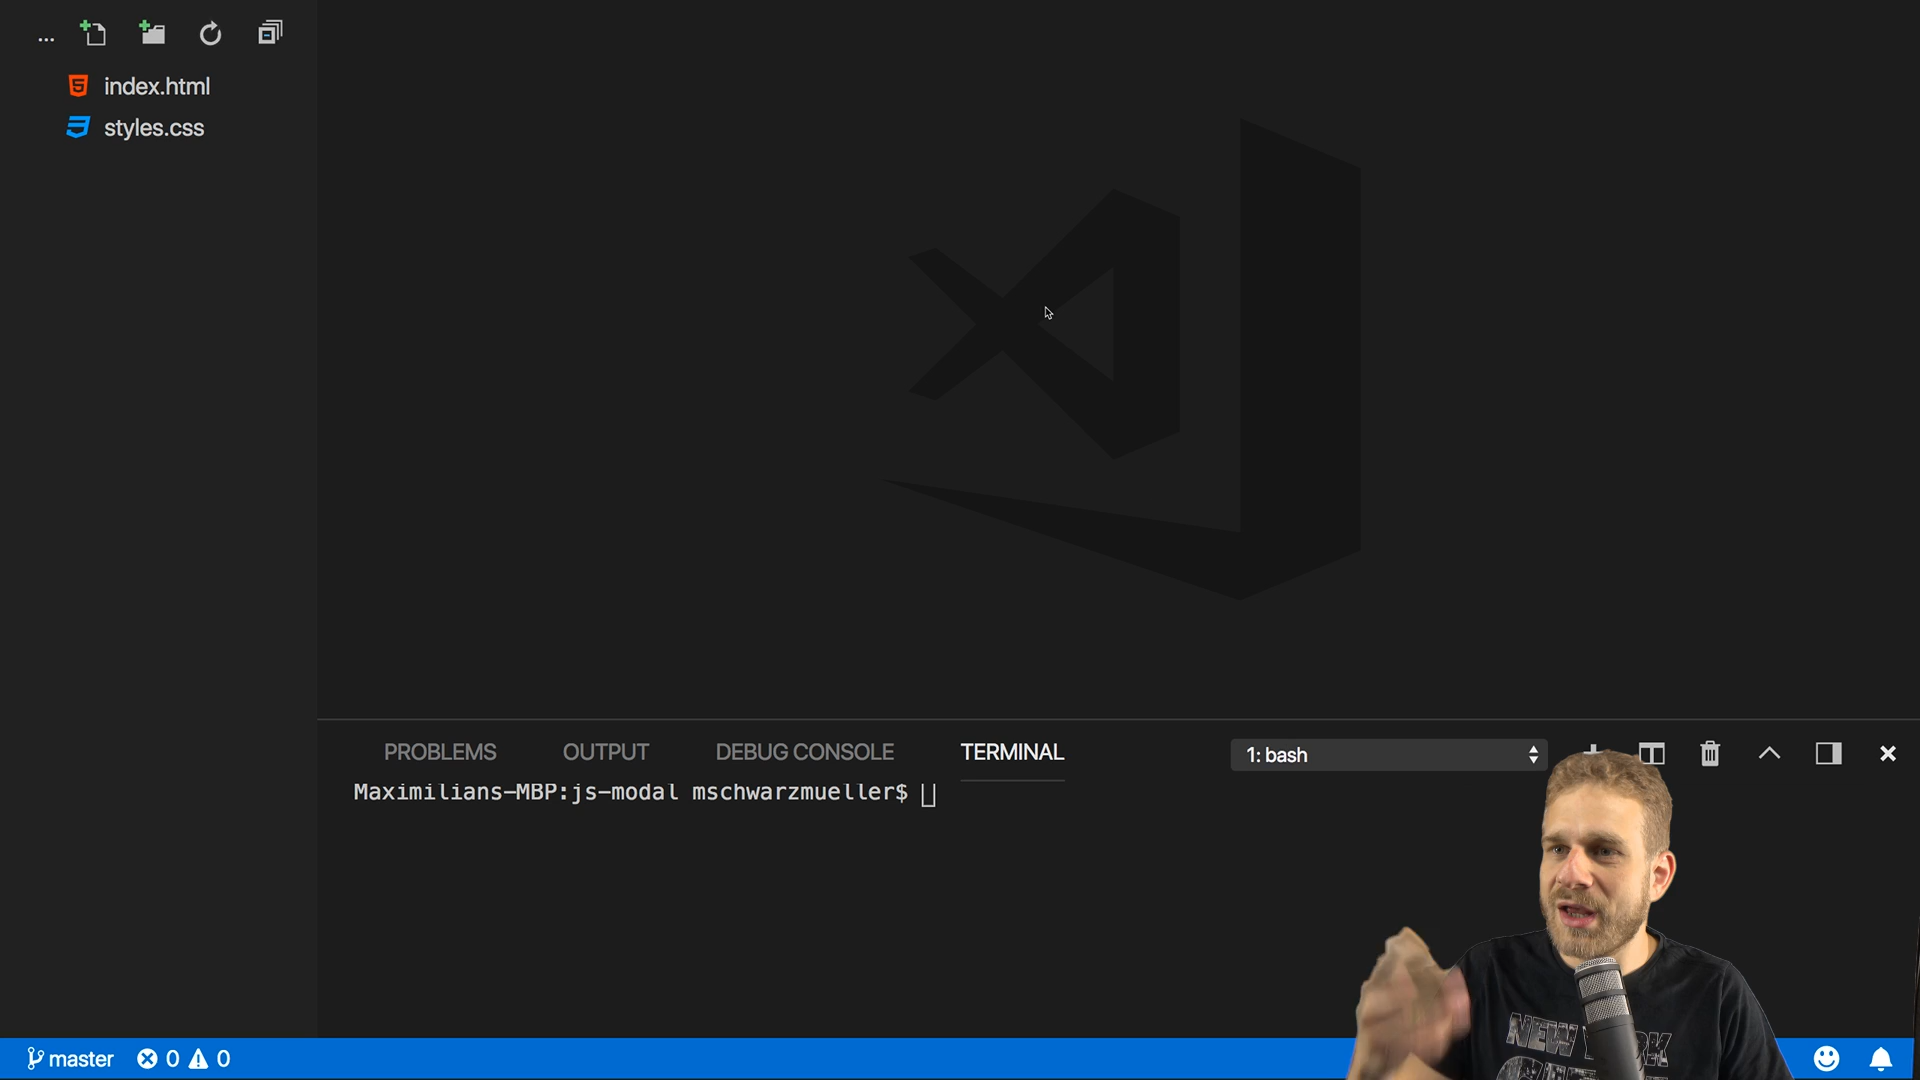 ...
index.html
styles.css
PROBLEMS OUTPUT DEBUG CONSOLE TERMINAL 1: bash
Maximilians-MBP:js-modal mschwarzmueller$
master 0 0
NEW